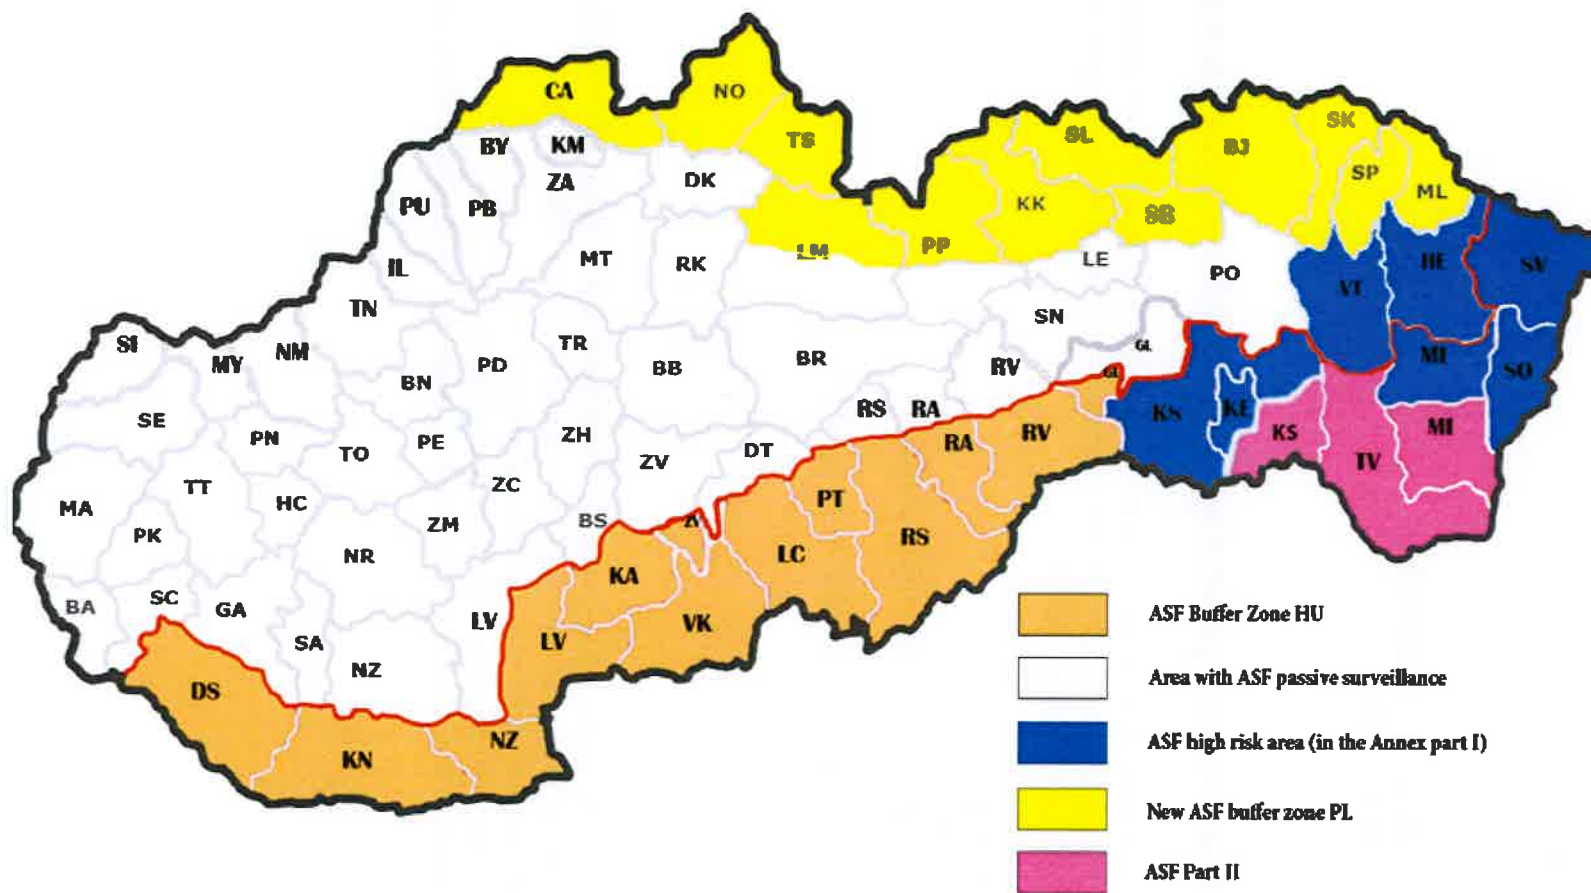 CA
NO
TS
SL
BJ
SK
SP
ML
BY
KM
ZA
DK
PU
PB
KK
SB
LM
PP
MT
RK
LE
PO
HE
SV
VT
IL
TN
SN
GL
MI
SO
SI
MY
NM
PD
TR
BB
BR
RV
GL
BN
SE
PN
TO
PE
ZH
ZV
DT
RS
RA
RA
RV
KS
KE
KS
TV
MI
MA
TT
HC
ZC
ZM
BS
ZV
PT
PK
NR
KA
LC
RS
BA
SC
GA
SA
NZ
LV
LV
VK
DS
KN
NZ
ASF Buffer Zone HU
Area with ASF passive surveillance
ASF high risk area (in the Annex part I)
New ASF buffer zone PL
ASF Part II